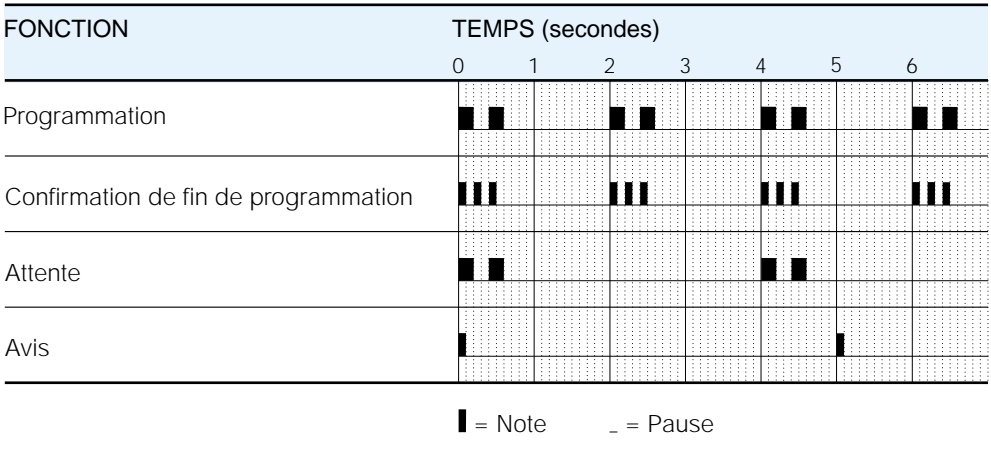 FONCTION TEMPS (secondes)
0 1 2 3 4 5 6
Programmation
Confirmation de fin de programmation
Attente
Avis
= Note _ = Pause